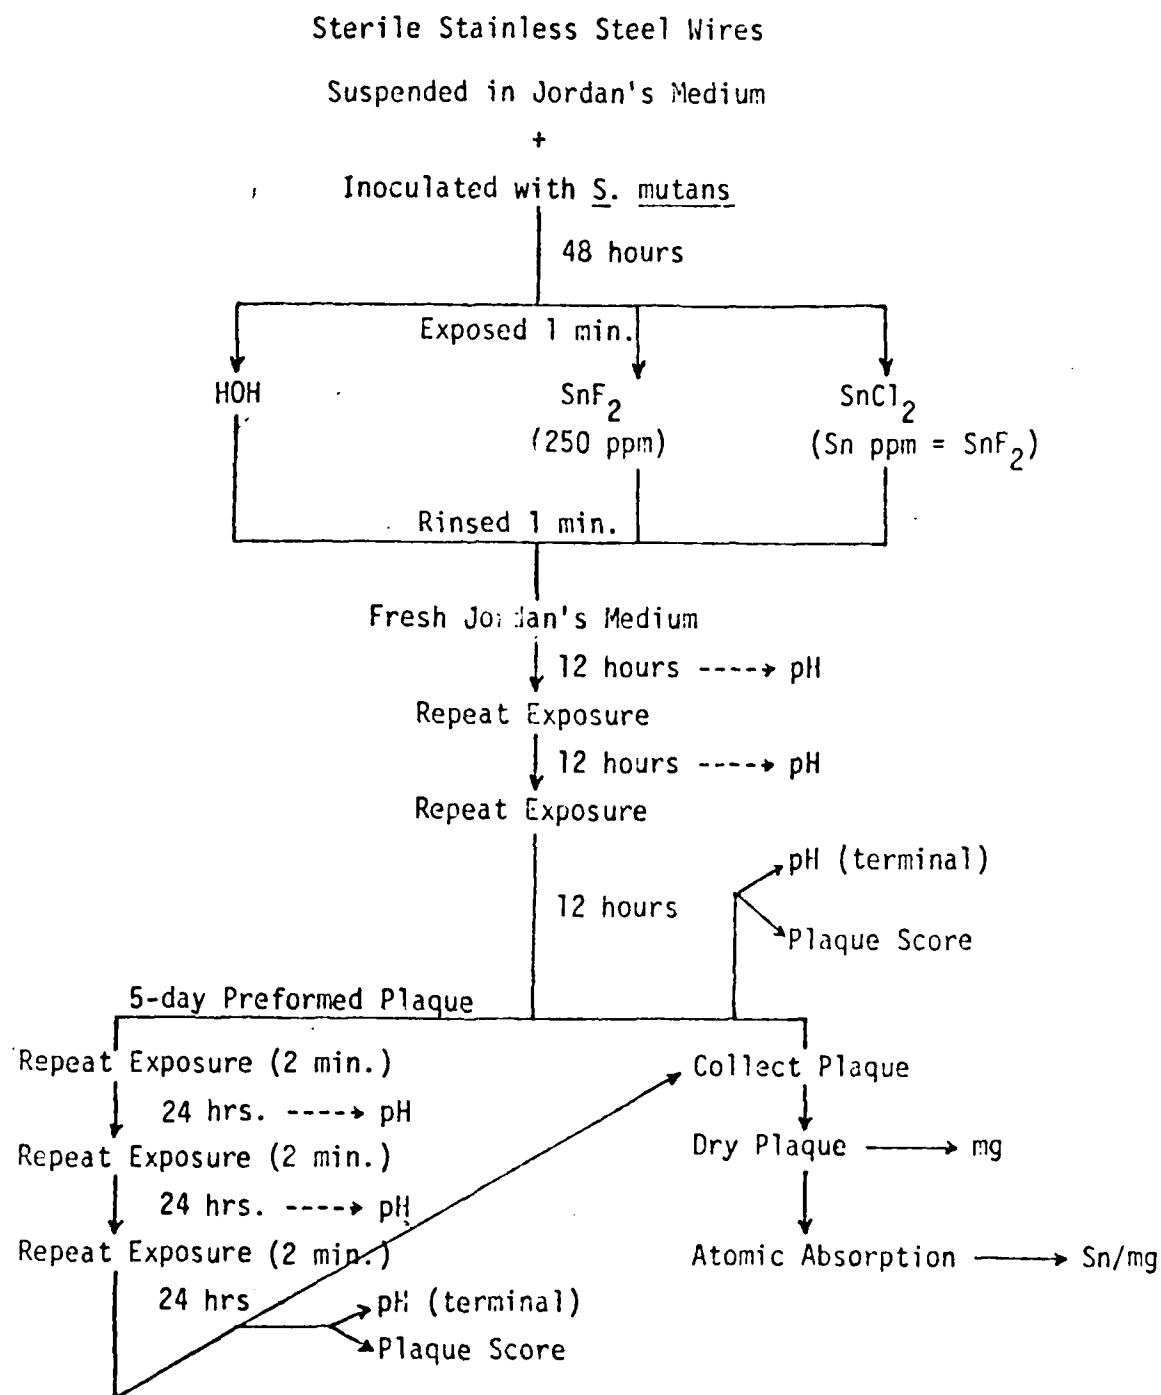 Sterile Stainless Steel Wires
Suspended in Jordan's Medium
+
Inoculated with S. mutans
48 hours
Exposed 1 min.
HOH
SnF2
SnCl2
(250 ppm)
(Sn ppm = SnF2)
Rinsed 1 min.
Fresh Jordan's Medium
12 hours ----> pH
Repeat Exposure
12 hours ----> pH
Repeat Exposure
pH (terminal)
12 hours
Plaque Score
5-day Preformed Plaque
Repeat Exposure (2 min.)
Collect Plaque
24 hrs. ----> pH
Repeat Exposure (2 min.)
Dry Plaque
mg
24 hrs. ----> pH
Repeat Exposure (2 min.)
Atomic Absorption
Sn/mg
24 hrs
pH (terminal)
Plaque Score